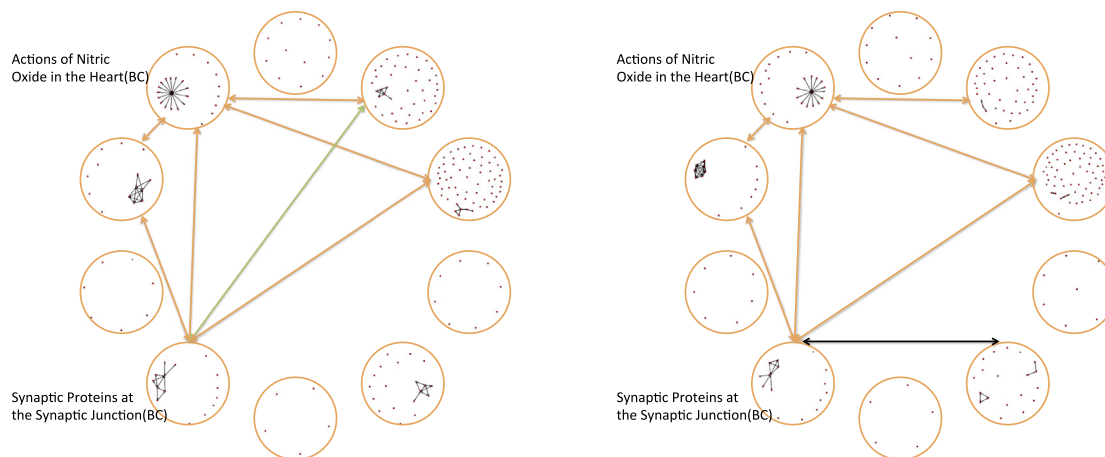 Actions of Nitric
Oxide in the Heart(BC)
Synaptic Proteins at
the Synaptic Junction(BC)
Actions of Nitric
Oxide in the Heart(BC)
Synaptic Proteins at
the Synaptic Junction(BC)